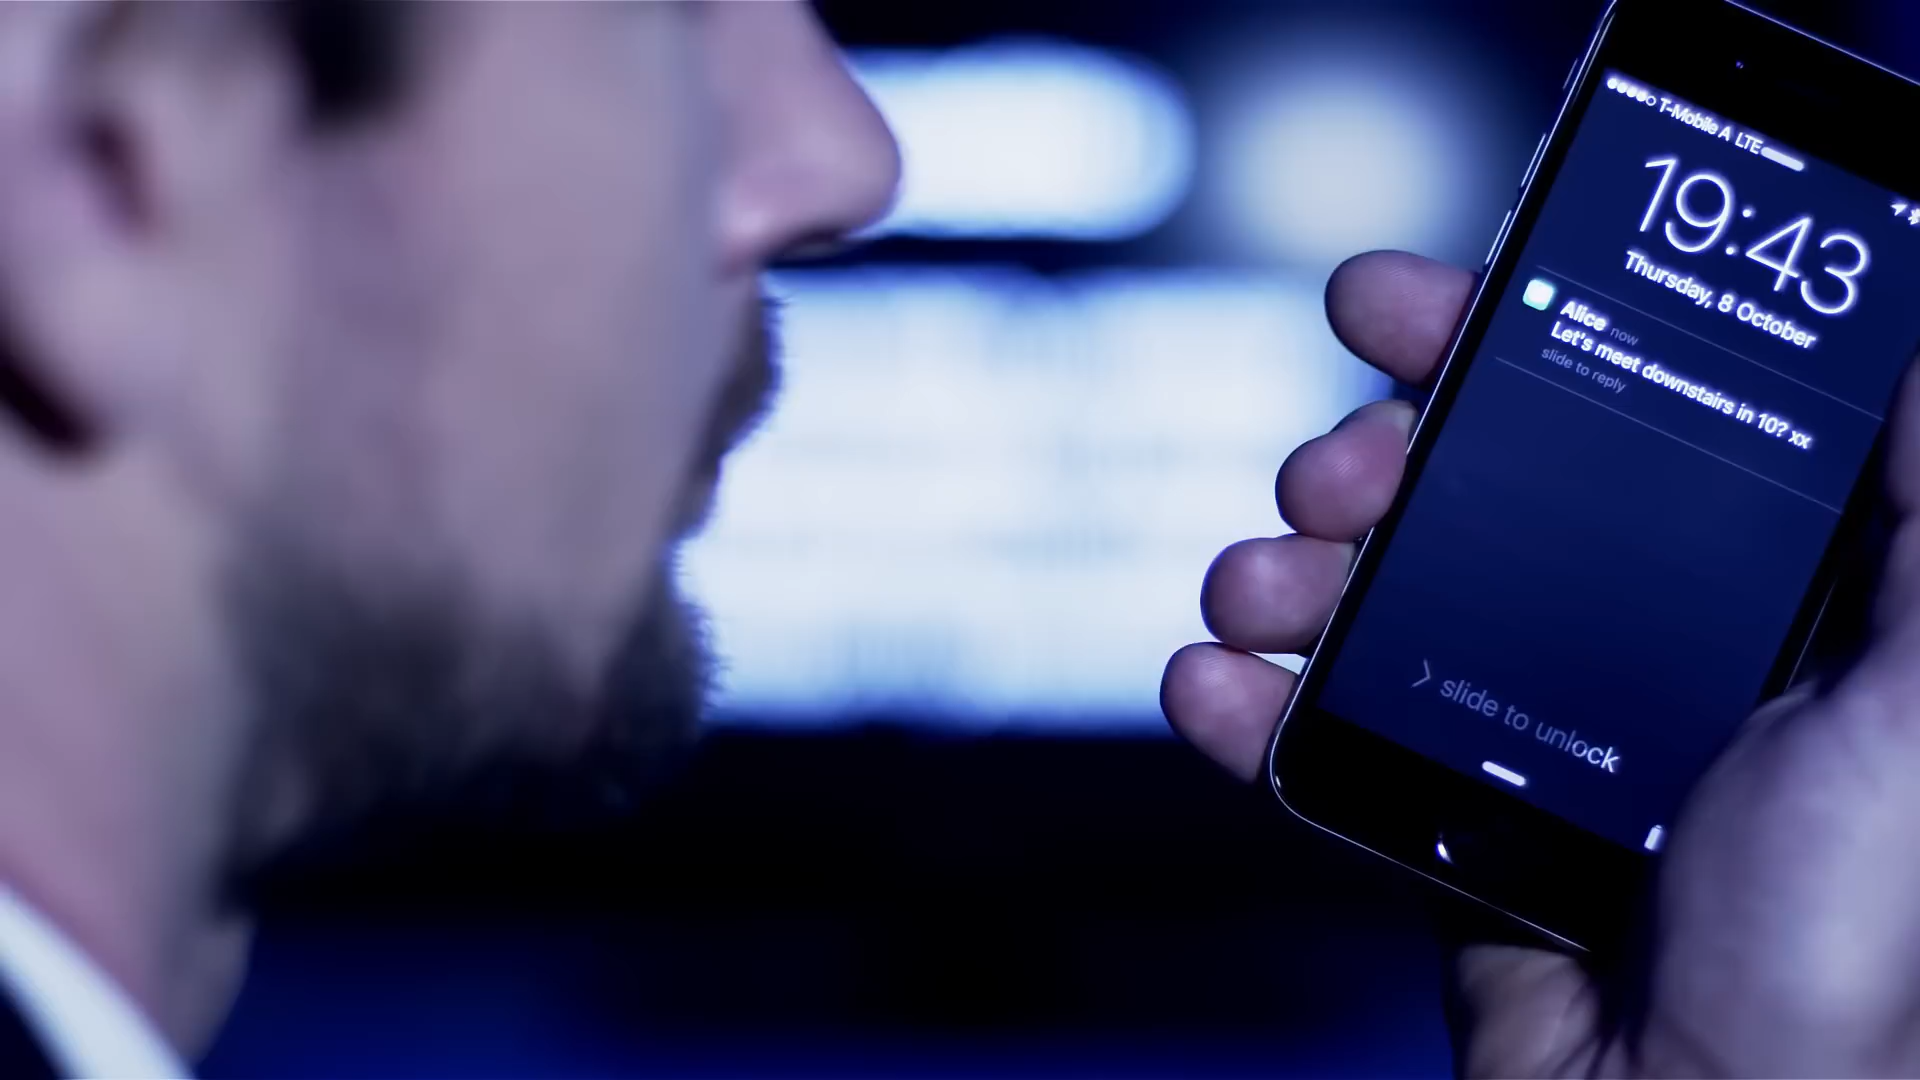 T-Mobile A LTE
19:43
Thursday, 8 October
Alice now
Let's meet downstairs in 10? xx
slide to reply
> slide to unlock